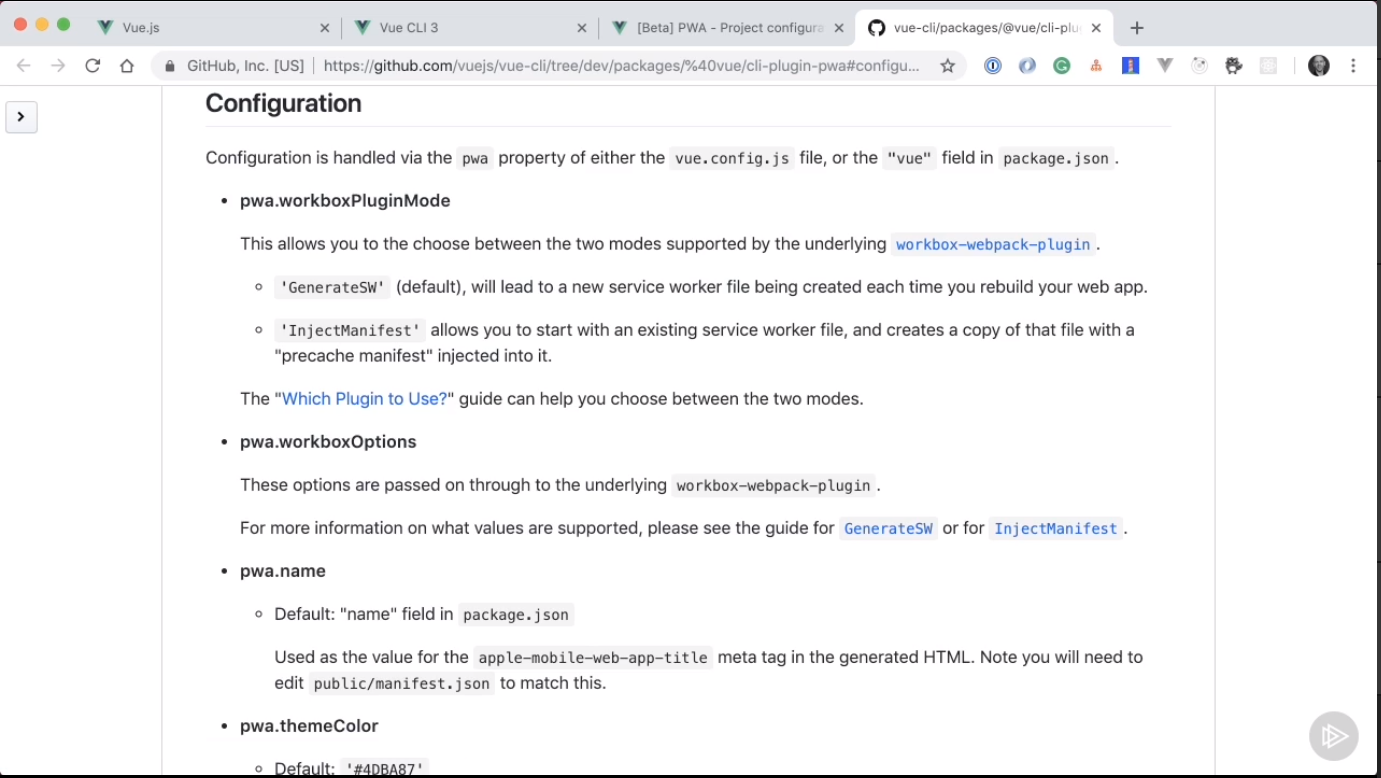 Vue.js
Vue CLI 3
[Beta] PWA - Project configura
vue-cli/packages/@vue/cli-plu
GitHub, Inc. [US] | https://github.com/vuejs/vue-cli/tree/dev/packages/%40vue/cli-plugin-pwa#configu...
Configuration
Configuration is handled via the pwa property of either the vue.config.js file, or the "vue" field in package.json .
• pwa.workboxPluginMode
This allows you to the choose between the two modes supported by the underlying workbox-webpack-plugin .
'GenerateSW' (default), will lead to a new service worker file being created each time you rebuild your web app.
'InjectManifest' allows you to start with an existing service worker file, and creates a copy of that file with a
"precache manifest" injected into it.
The "Which Plugin to Use?" guide can help you choose between the two modes.
• pwa.workboxOptions
These options are passed on through to the underlying workbox-webpack-plugin .
For more information on what values are supported, please see the guide for GenerateSW or for InjectManifest .
• pwa.name
Default: "name" field in package.json
Used as the value for the apple-mobile-web-app-title meta tag in the generated HTML. Note you will need to
edit public/manifest.json to match this.
• pwa.themeColor
Default: '#4DBA87'